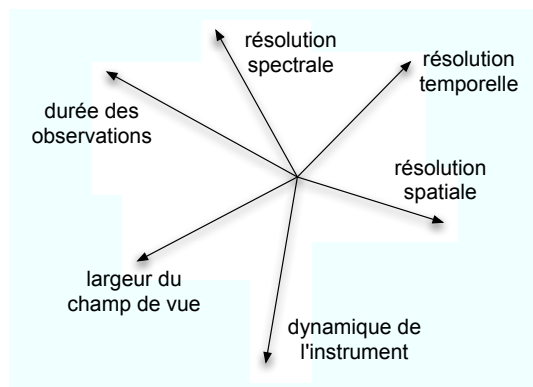 résolution
spectrale
résolution
temporelle
durée des
observations
résolution
spatiale
largeur du
champ de vue
dynamique de
l'instrument